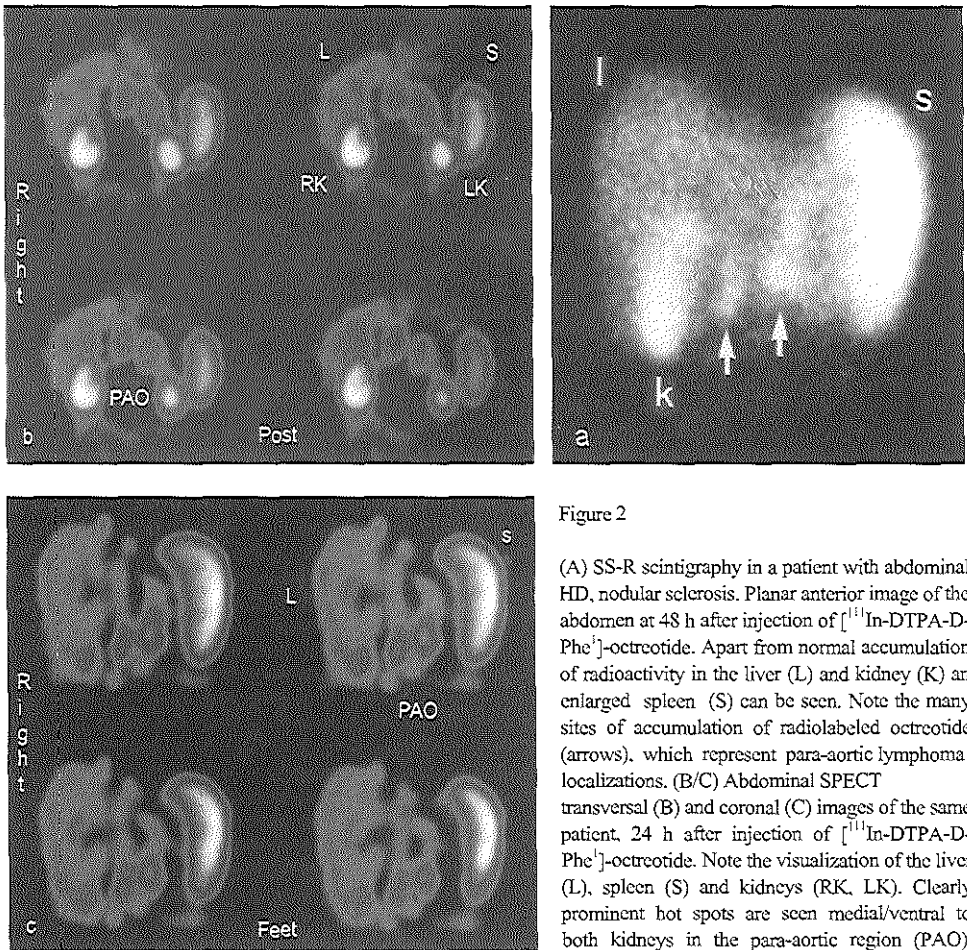 L S
RK LK
Right
PAO
b Post
l s
k
a
s
L
Right
PAO
c Feet
Figure 2
(A) SS-R scintigraphy in a patient with abdominal
HD, nodular sclerosis. Planar anterior image of the
abdomen at 48 h after injection of [¹¹¹In-DTPA-D-
Phe¹]-octreotide. Apart from normal accumulation
of radioactivity in the liver (L) and kidney (K) an
enlarged spleen (S) can be seen. Note the many
sites of accumulation of radiolabeled octreotide
(arrows), which represent para-aortic lymphoma
localizations. (B/C) Abdominal SPECT
transversal (B) and coronal (C) images of the same
patient, 24 h after injection of [¹¹¹In-DTPA-D-
Phe¹]-octreotide. Note the visualization of the liver
(L), spleen (S) and kidneys (RK, LK). Clearly
prominent hot spots are seen medial/ventral to
both kidneys in the para-aortic region (PAO)